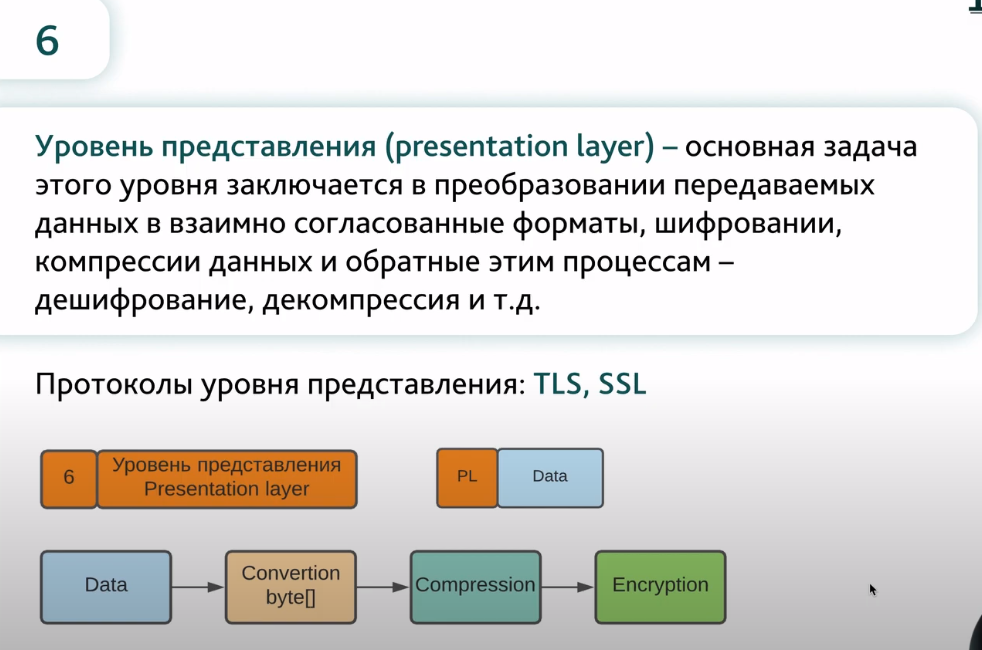 6
Уровень представления (presentation layer) – основная задача
этого уровня заключается в преобразовании передаваемых
данных в взаимно согласованные форматы, шифровании,
компрессии данных и обратные этим процессам –
дешифрование, декомпрессия и т.д.
Протоколы уровня представления: TLS, SSL
6
Уровень представления
Presentation layer
PL
Data
Data
Convertion
byte[]
Compression
Encryption